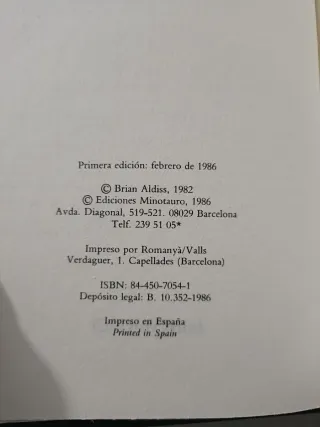 Primera edición: febrero de 1986
© Brian Aldiss, 1982
© Ediciones Minotauro, 1986
Avda. Diagonal, 519-521. 08029 Barcelona
Telf. 239 51 05*
Impreso por Romanyà/Valls
Verdaguer, 1. Capellades (Barcelona)
ISBN: 84-450-7054-1
Depósito legal: B. 10.352-1986
Impreso en España
Printed in Spain